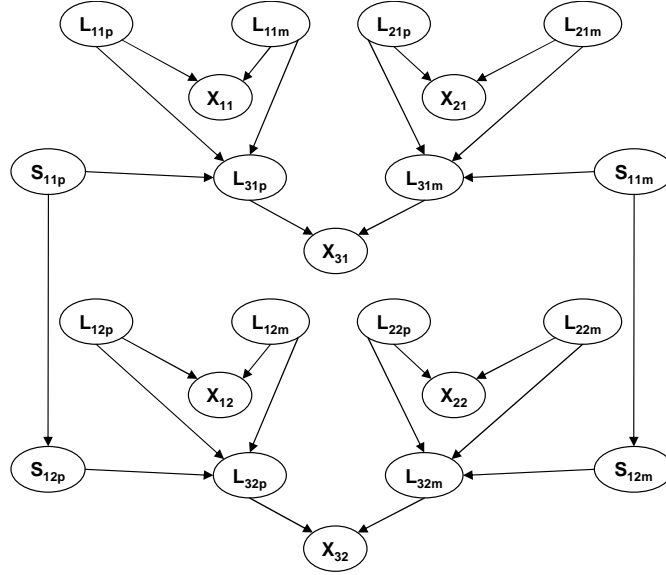 L11p L11m L21p L21m
X11 X21
S11p L31p L31m S11m
X31
L12p L12m L22p L22m
X12 X22
S12p L32p L32m S12m
X32